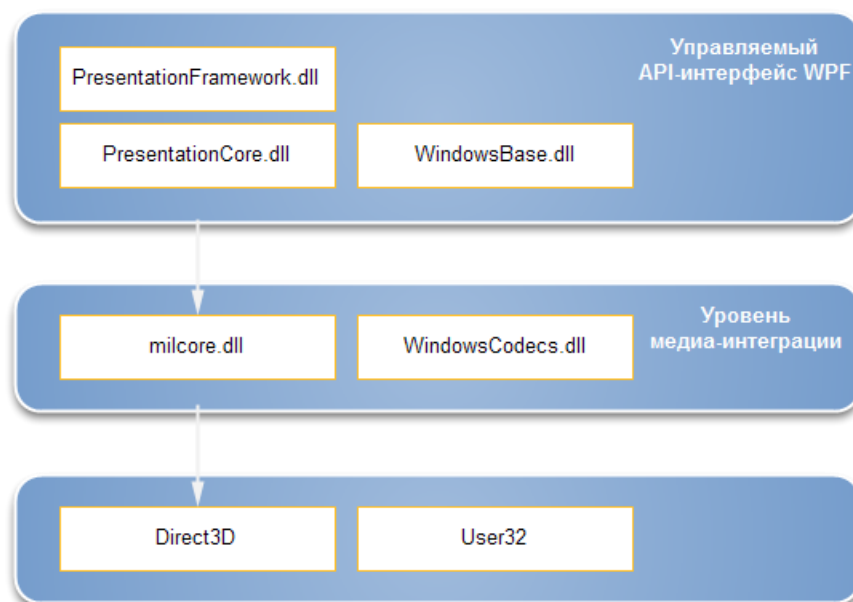 Управляемый
API-интерфейс WPF
PresentationFramework.dll
PresentationCore.dll
WindowsBase.dll
Уровень
медиа-интеграции
milcore.dll
WindowsCodecs.dll
Direct3D
User32